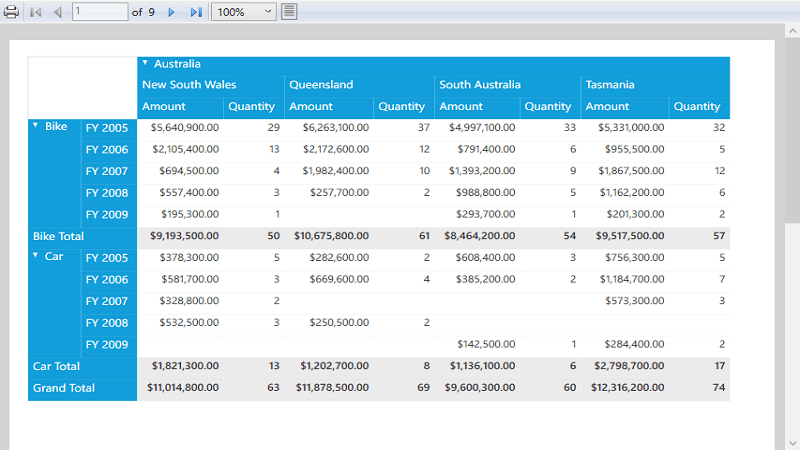 1 of 9 100%
Australia
New South Wales Queensland South Australia Tasmania
Amount Quantity Amount Quantity Amount Quantity Amount Quantity
Bike FY 2005 $5,640,900.00 29 $6,263,100.00 37 $4,997,100.00 33 $5,331,000.00 32
FY 2006 $2,105,400.00 13 $2,172,600.00 12 $791,400.00 6 $955,500.00 5
FY 2007 $694,500.00 4 $1,982,400.00 10 $1,393,200.00 9 $1,867,500.00 12
FY 2008 $557,400.00 3 $257,700.00 2 $988,800.00 5 $1,162,200.00 6
FY 2009 $195,300.00 1 $293,700.00 1 $201,300.00 2
Bike Total $9,193,500.00 50 $10,675,800.00 61 $8,464,200.00 54 $9,517,500.00 57
Car FY 2005 $378,300.00 5 $282,600.00 2 $608,400.00 3 $756,300.00 5
FY 2006 $581,700.00 3 $669,600.00 4 $385,200.00 2 $1,184,700.00 7
FY 2007 $328,800.00 2 $573,300.00 3
FY 2008 $532,500.00 3 $250,500.00 2
FY 2009 $142,500.00 1 $284,400.00 2
Car Total $1,821,300.00 13 $1,202,700.00 8 $1,136,100.00 6 $2,798,700.00 17
Grand Total $11,014,800.00 63 $11,878,500.00 69 $9,600,300.00 60 $12,316,200.00 74